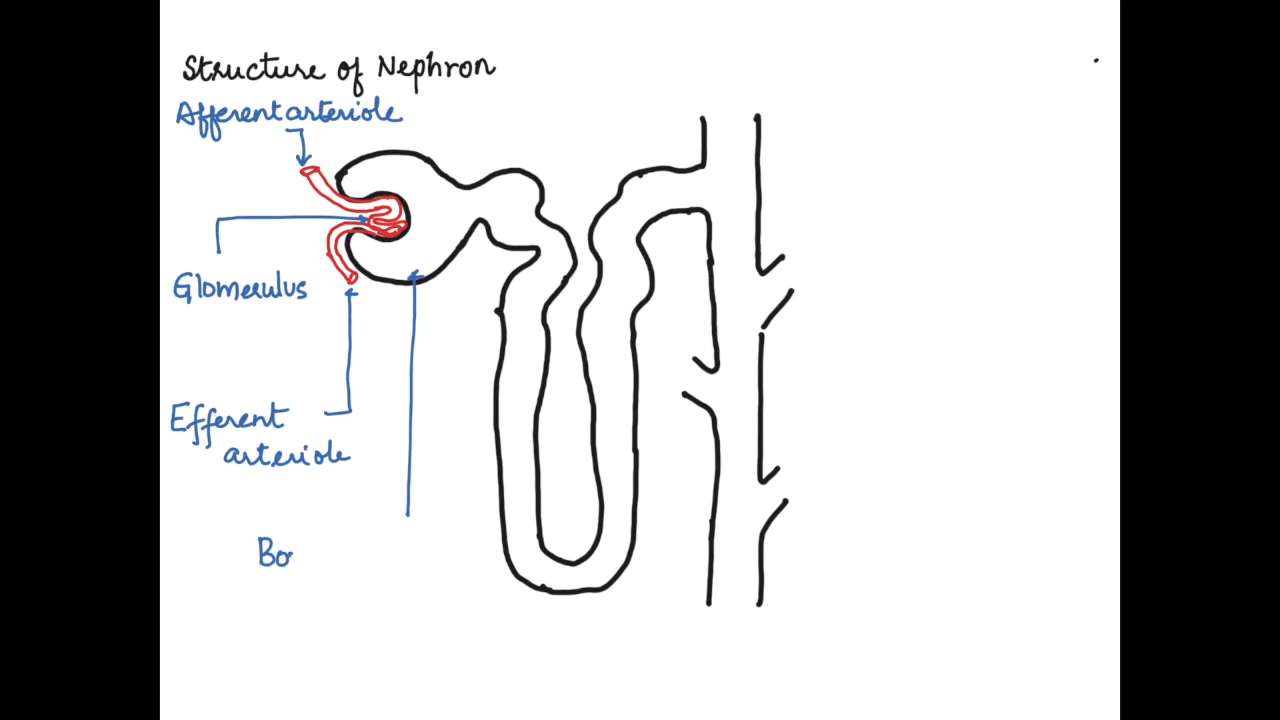 Structure of Nephron
Afferent arteriole
Glomerulus
Efferent
arteriole
Bo